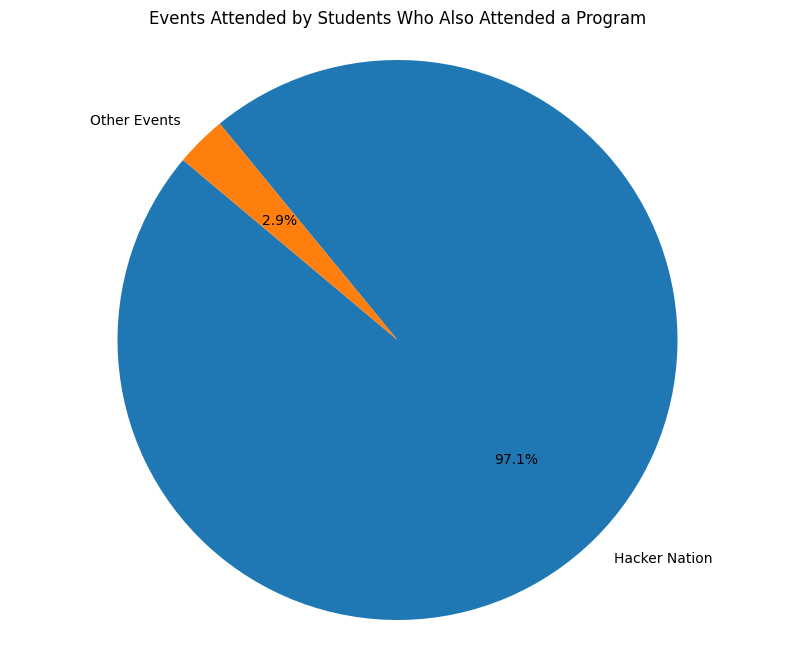 Events Attended by Students Who Also Attended a Program
Other Events
2.9%
97.1%
Hacker Nation